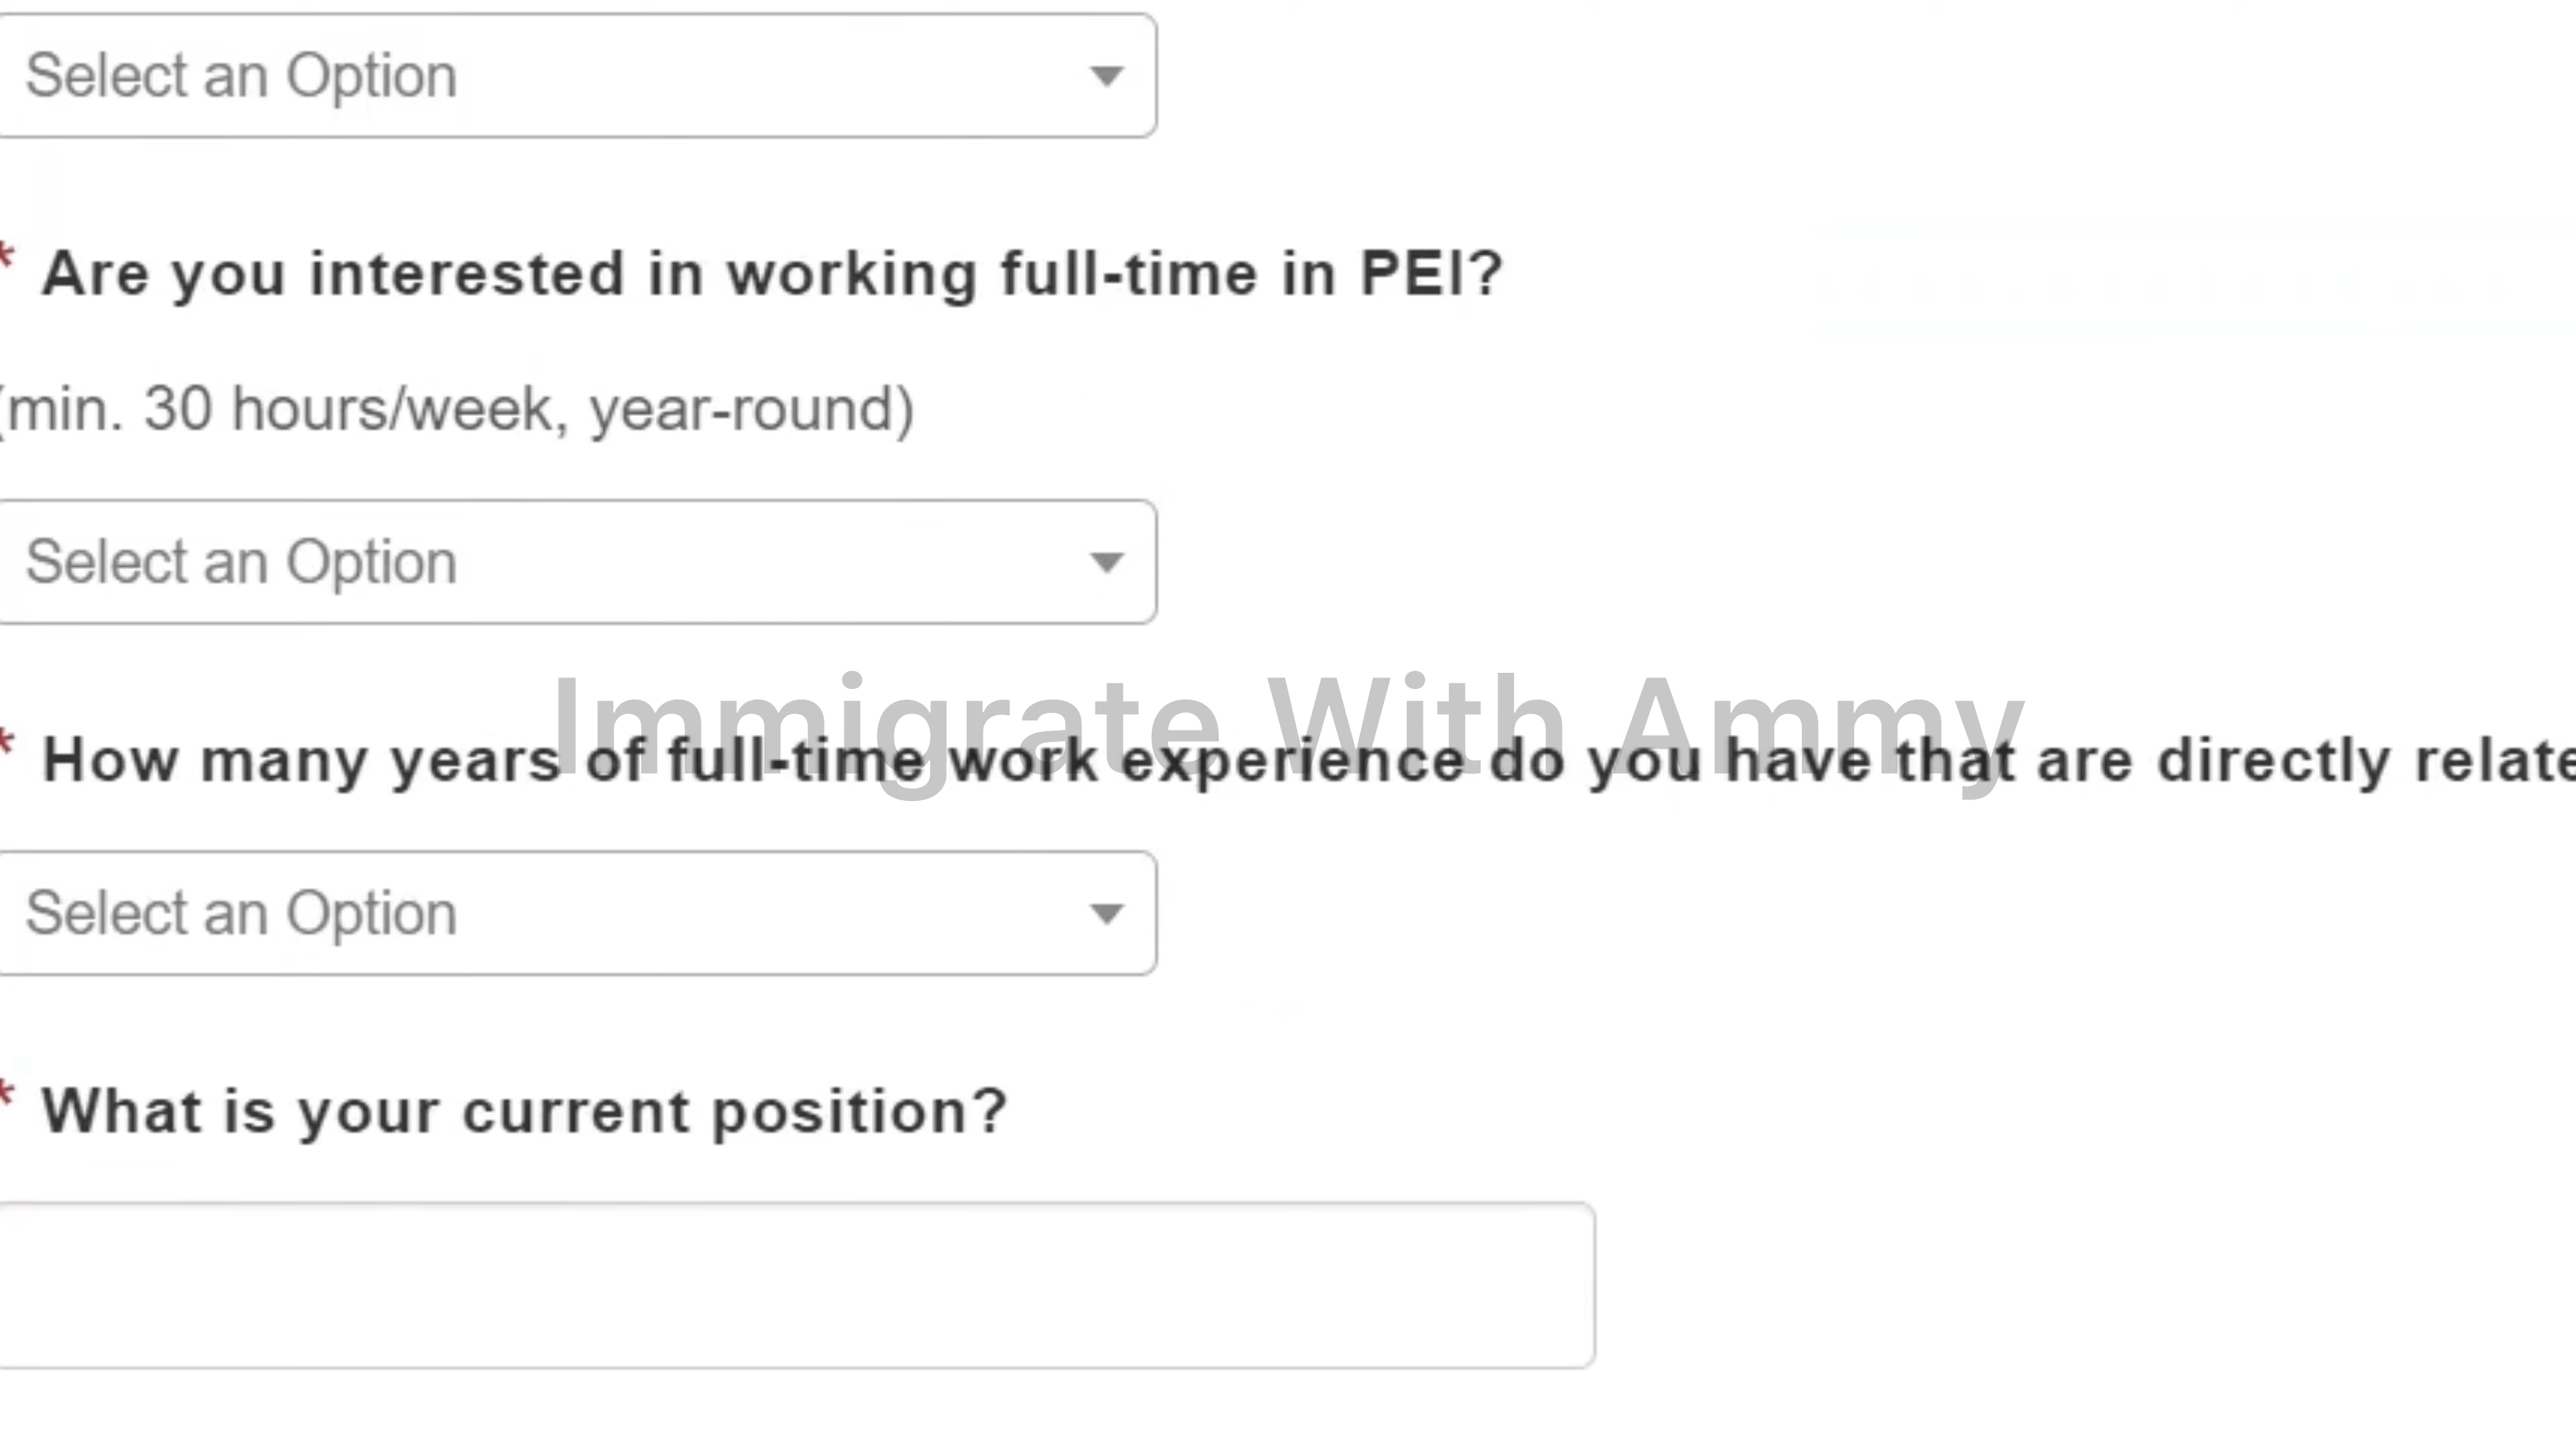 Select an Option
* Are you interested in working full-time in PEI?
(min. 30 hours/week, year-round)
Select an Option
Immigrate With Ammy
* How many years of full-time work experience do you have that are directly relate
Select an Option
* What is your current position?